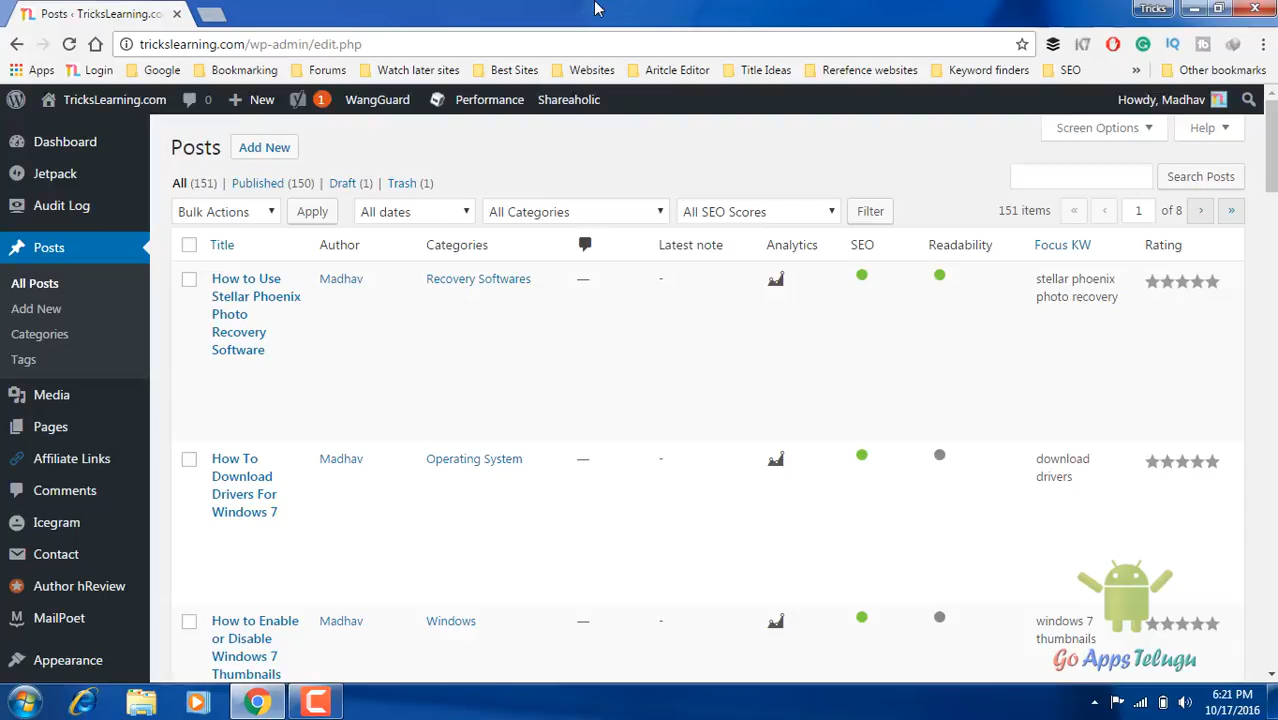 Posts ‹ TricksLearning.co
Tricks
trickslearning.com/wp-admin/edit.php
Apps Login Google Bookmarking Forums Watch later sites Best Sites Websites Aritcle Editor Title Ideas Rerefence websites Keyword finders SEO » Other bookmarks
TricksLearning.com 0 + New 1 WangGuard Performance Shareaholic Howdy, Madhav
Screen Options Help
Dashboard
Jetpack
Audit Log
Posts
All Posts
Add New
Categories
Tags
Media
Pages
Affiliate Links
Comments
Icegram
Contact
Author hReview
MailPoet
Appearance
Posts Add New
All (151) | Published (150) | Draft (1) | Trash (1)
Search Posts
Bulk Actions Apply All dates All Categories All SEO Scores Filter 151 items « ‹ 1 of 8 › »
Title Author Categories Latest note Analytics SEO Readability Focus KW Rating
How to Use Madhav Recovery Softwares — - stellar phoenix
Stellar Phoenix photo recovery
Photo
Recovery
Software
How To Madhav Operating System — - download
Download drivers
Drivers For
Windows 7
How to Enable Madhav Windows — - windows 7
or Disable thumbnails
Windows 7
Thumbnails
Go Apps Telugu
6:21 PM
10/17/2016